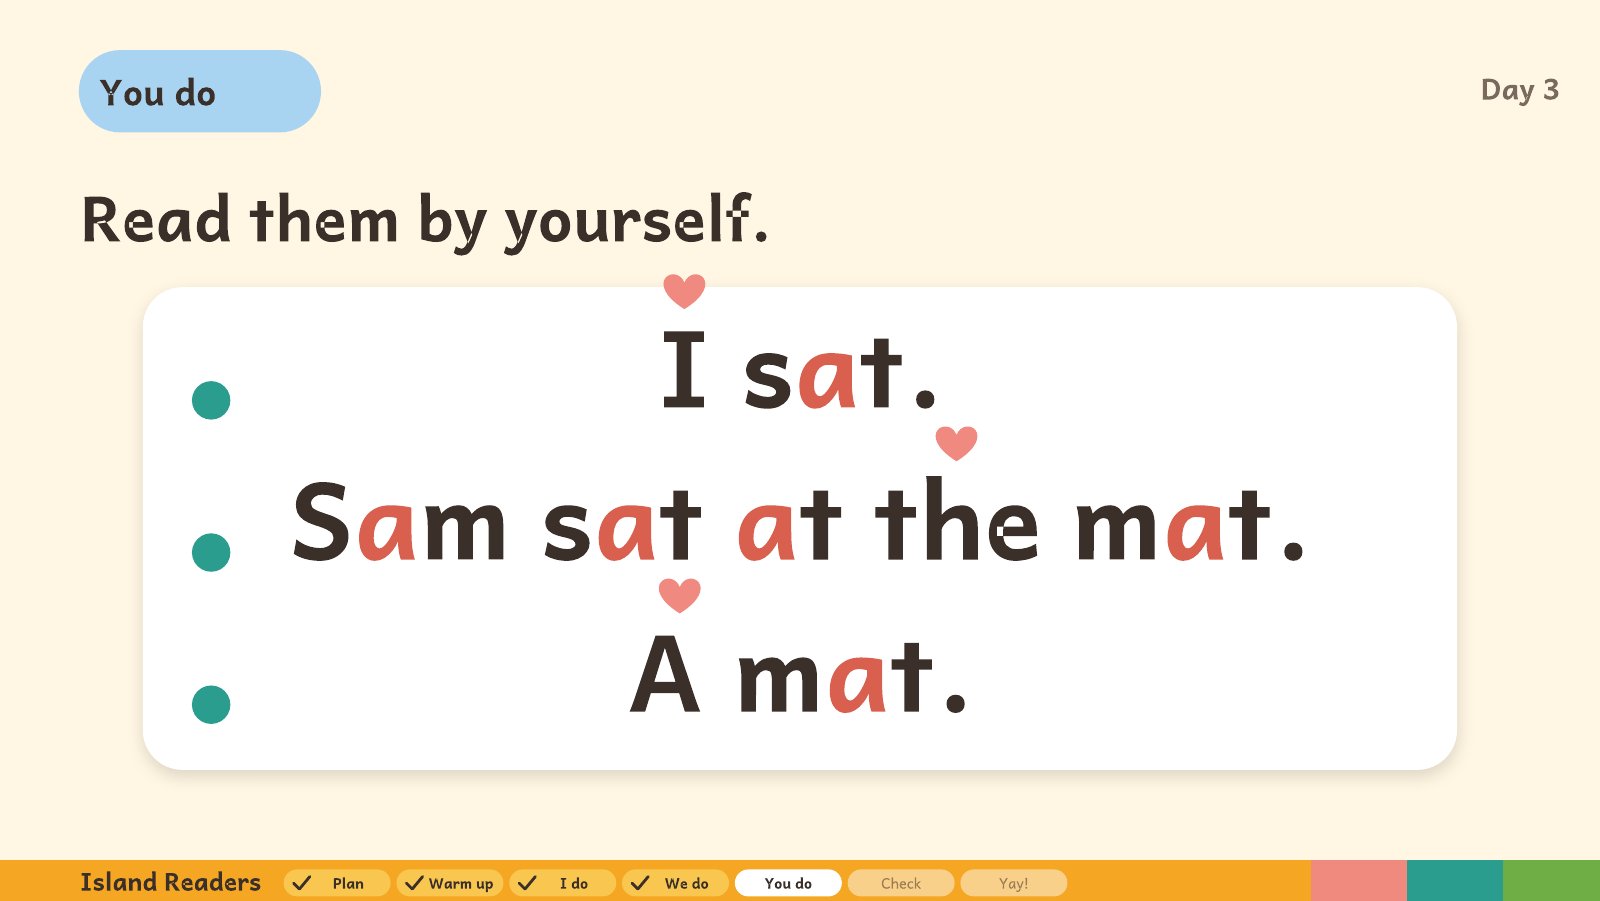 You do
Day 3
Read them by yourself.
I sat.
Sam sat at the mat.
A mat.
Island Readers
Plan
Warm up
I do
We do
You do
Check
Yay!